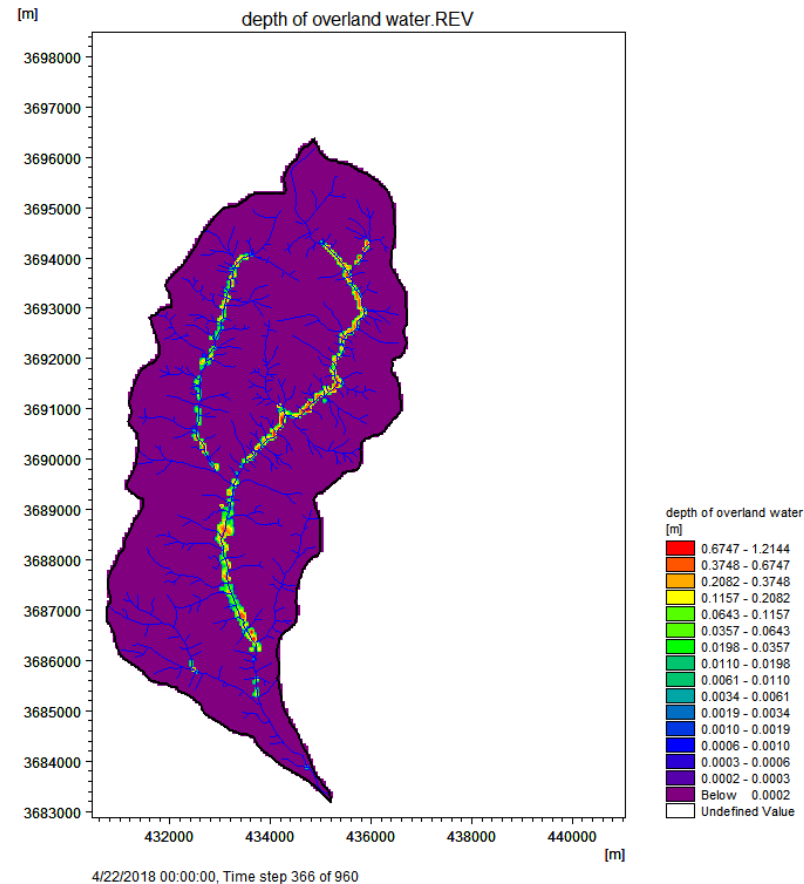 [m]
depth of overland water.REV
3698000
3697000
3696000
3695000
3694000
3693000
3692000
3691000
3690000
3689000
3688000
3687000
3686000
3685000
3684000
3683000
432000 434000 436000 438000 440000
[m]
4/22/2018 00:00:00, Time step 366 of 960
depth of overland water
[m]
0.6747 - 1.2144
0.3748 - 0.6747
0.2082 - 0.3748
0.1157 - 0.2082
0.0643 - 0.1157
0.0357 - 0.0643
0.0198 - 0.0357
0.0110 - 0.0198
0.0061 - 0.0110
0.0034 - 0.0061
0.0019 - 0.0034
0.0010 - 0.0019
0.0006 - 0.0010
0.0003 - 0.0006
0.0002 - 0.0003
Below 0.0002
Undefined Value